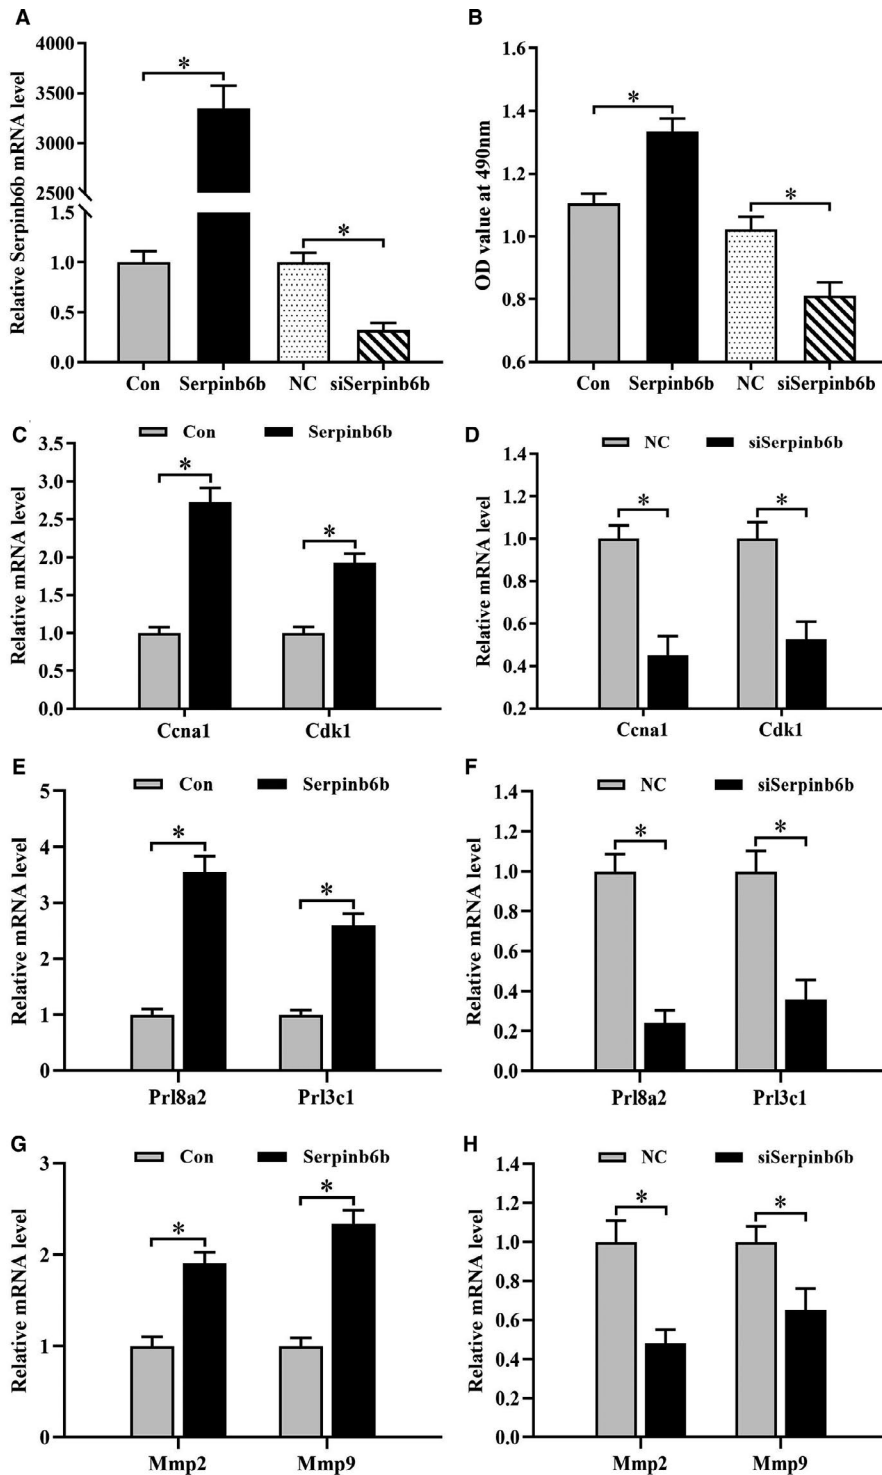 A
Relative Serpinb6b mRNA level
4000
3500
3000
2500
1.5
1.0
0.5
0.0
*
*
Con Serpinb6b NC siSerpinb6b
B
OD value at 490nm
1.6
1.4
1.2
1.0
0.8
0.6
*
*
Con Serpinb6b NC siSerpinb6b
C
Con Serpinb6b
Relative mRNA level
3.5
3.0
2.5
2.0
1.5
1.0
0.5
0.0
*
*
Ccna1 Cdk1
D
NC siSerpinb6b
Relative mRNA level
1.4
1.2
1.0
0.8
0.6
0.4
0.2
*
*
Ccna1 Cdk1
E
Con Serpinb6b
Relative mRNA level
5
4
3
2
1
0
*
*
Prl8a2 Prl3c1
F
NC siSerpinb6b
Relative mRNA level
1.4
1.2
1.0
0.8
0.6
0.4
0.2
0.0
*
*
Prl8a2 Prl3c1
G
Con Serpinb6b
Relative mRNA level
3
2
1
0
*
*
Mmp2 Mmp9
H
NC siSerpinb6b
Relative mRNA level
1.4
1.2
1.0
0.8
0.6
0.4
0.2
0.0
*
*
Mmp2 Mmp9